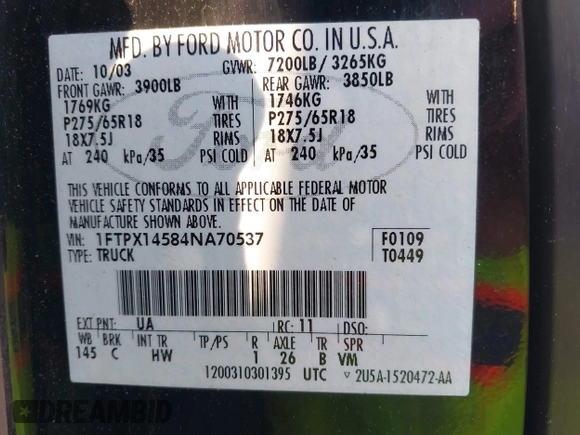 MFD. BY FORD MOTOR CO. IN U.S.A.
DATE: 10/03 GVWR: 7200LB/ 3265KG
FRONT GAWR: 3900LB REAR GAWR: 3850LB
1769KG WITH 1746KG WITH
P275/65R18 TIRES P275/65R18 TIRES
18X7.5J RIMS 18X7.5J RIMS
AT 240 kPa/35 PSI COLD AT 240 kPa/35 PSI COLD
THIS VEHICLE CONFORMS TO ALL APPLICABLE FEDERAL MOTOR
VEHICLE SAFETY STANDARDS IN EFFECT ON THE DATE OF
MANUFACTURE SHOWN ABOVE.
VIN: 1FTPX14584NA70537 F0109
TYPE: TRUCK T0449
Ford
EXT PNT: UA RC: 11 DSO:
WB BRK INT TR TP/PS R AXLE TR SPR
145 C HW 1 26 B VM
1200310301395 UTC ▽ 2U5A-1520472-AA
DREAMBID